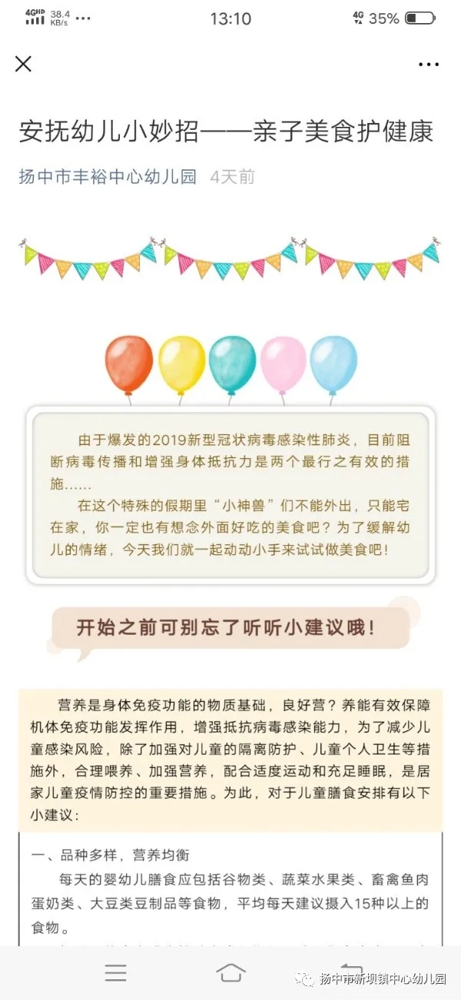 4GHD 38.4 KB/s ... 13:10 4G 35%
安抚幼儿小妙招——亲子美食护健康
扬中市丰裕中心幼儿园 4天前
由于爆发的2019新型冠状病毒感染性肺炎，目前阻
断病毒传播和增强身体抵抗力是两个最行之有效的措
施......
在这个特殊的假期里“小神兽”们不能外出，只能宅
在家，你一定也有想念外面好吃的美食吧？为了缓解幼
儿的情绪，今天我们就一起动动小手来试试做美食吧！
开始之前可别忘了听听小建议哦！
营养是身体免疫功能的物质基础，良好营？养能有效保障
机体免疫功能发挥作用，增强抵抗病毒感染能力，为了减少儿
童感染风险，除了加强对儿童的隔离防护、儿童个人卫生等措
施外，合理喂养、加强营养，配合适度运动和充足睡眠，是居
家儿童疫情防控的重要措施。为此，对于儿童膳食安排有以下
小建议：
一、品种多样，营养均衡
每天的婴幼儿膳食应包括谷物类、蔬菜水果类、畜禽鱼肉
蛋奶类、大豆类豆制品等食物，平均每天建议摄入15种以上的
食物。
扬中市新坝镇中心幼儿园